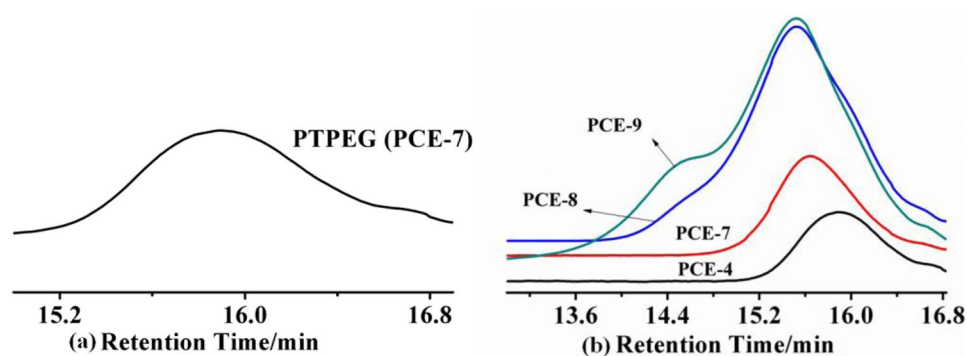 PTPEG (PCE-7)
15.2 16.0 16.8
(a) Retention Time/min
PCE-9
PCE-8
PCE-7
PCE-4
13.6 14.4 15.2 16.0 16.8
(b) Retention Time/min